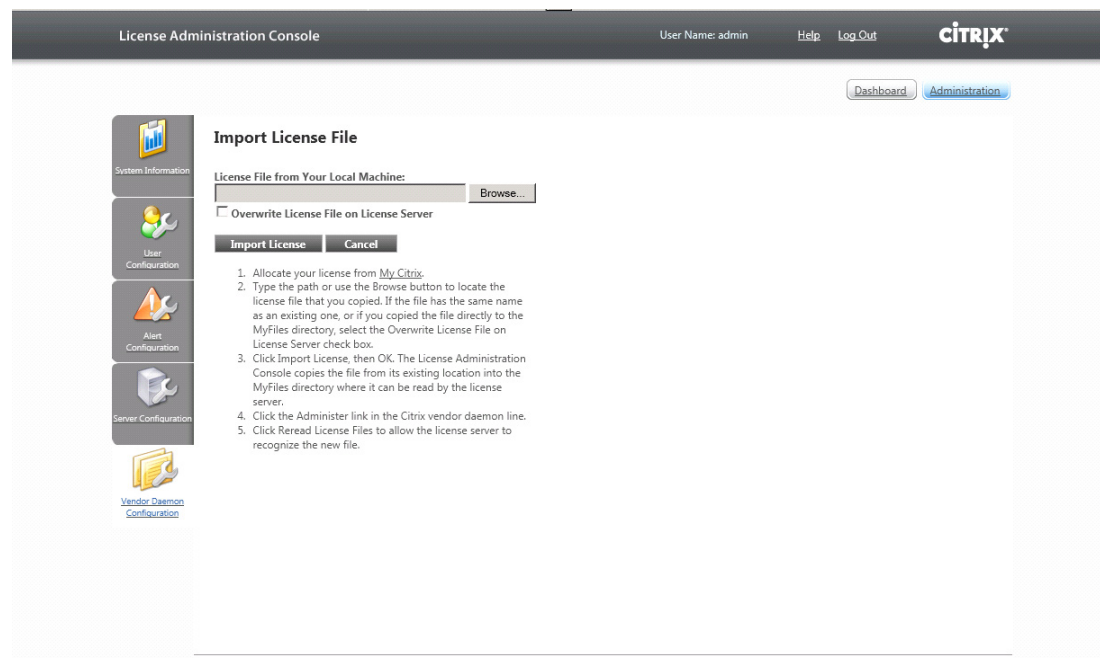 License Administration Console
User Name: admin
Help
Log Out
CİTRIX
Dashboard
Administration
System Information
User
Configuration
Alert
Configuration
Server Configuration
Vendor Daemon
Configuration
Import License File
License File from Your Local Machine:
Browse...
Overwrite License File on License Server
Import License
Cancel
1. Allocate your license from My Citrix.
2. Type the path or use the Browse button to locate the
license file that you copied. If the file has the same name
as an existing one, or if you copied the file directly to the
MyFiles directory, select the Overwrite License File on
License Server check box.
3. Click Import License, then OK. The License Administration
Console copies the file from its existing location into the
MyFiles directory where it can be read by the license
server.
4. Click the Administer link in the Citrix vendor daemon line.
5. Click Reread License Files to allow the license server to
recognize the new file.